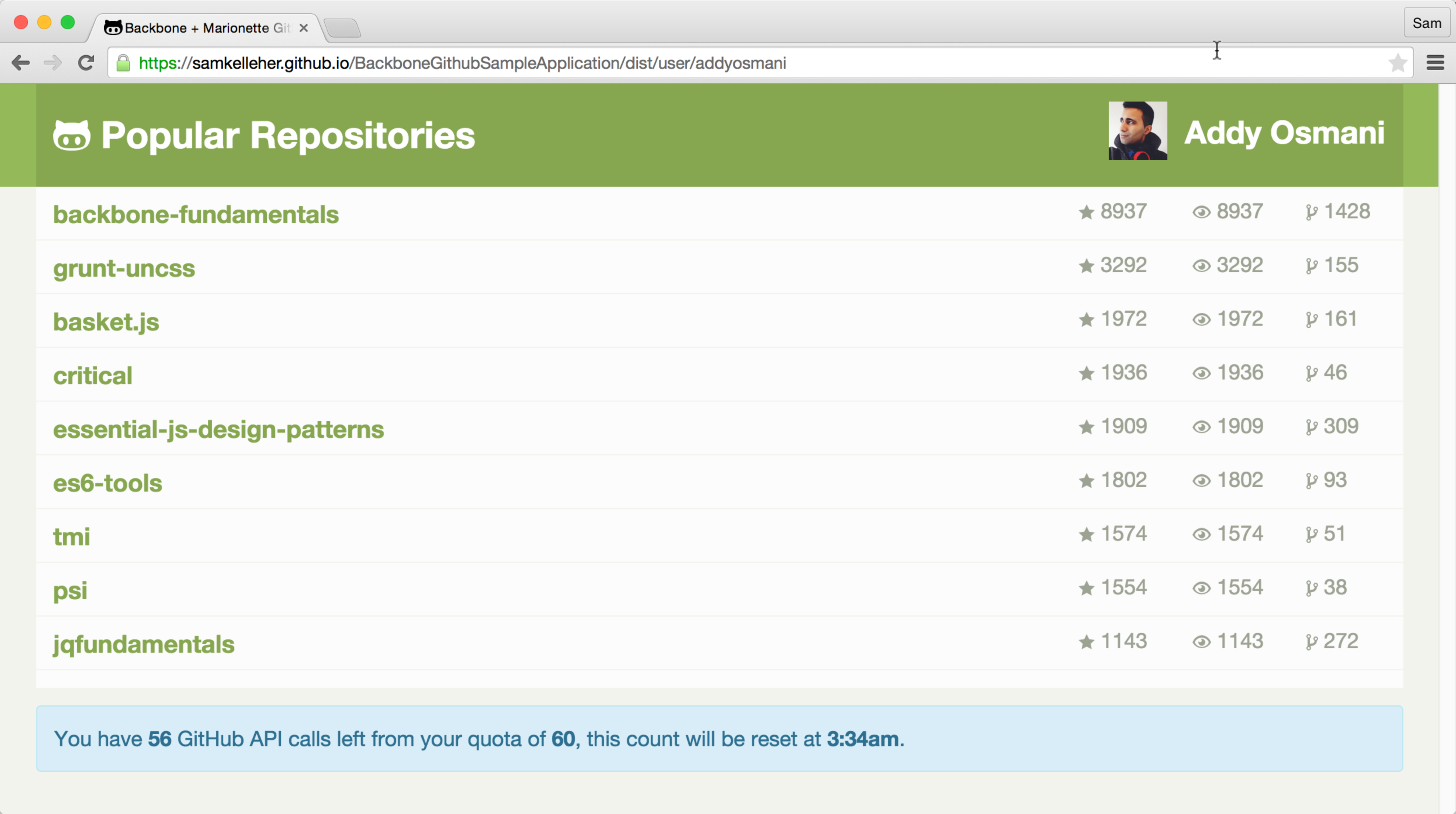 Backbone + Marionette Git
Sam
https://samkelleher.github.io/BackboneGithubSampleApplication/dist/user/addyosmani
Popular Repositories
Addy Osmani
backbone-fundamentals 8937 8937 1428
grunt-uncss 3292 3292 155
basket.js 1972 1972 161
critical 1936 1936 46
essential-js-design-patterns 1909 1909 309
es6-tools 1802 1802 93
tmi 1574 1574 51
psi 1554 1554 38
jqfundamentals 1143 1143 272
You have 56 GitHub API calls left from your quota of 60, this count will be reset at 3:34am.